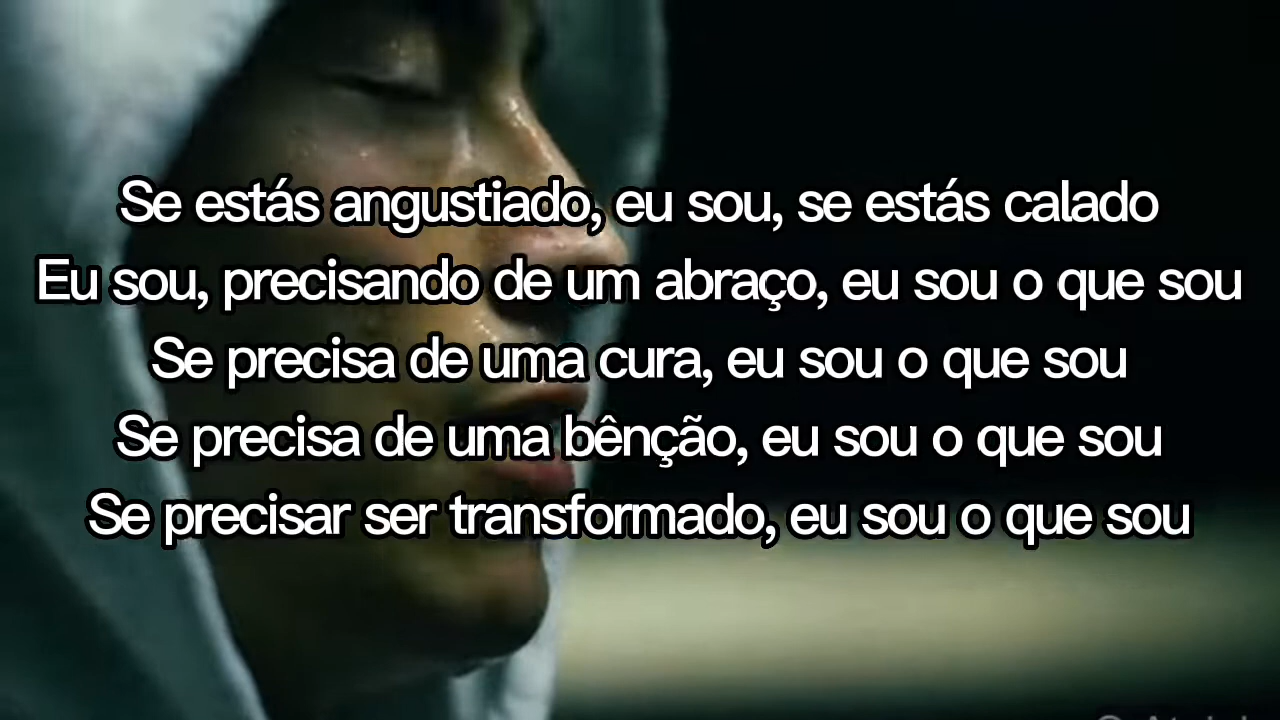 Se estás angustiado, eu sou, se estás calado
Eu sou, precisando de um abraço, eu sou o que sou
Se precisa de uma cura, eu sou o que sou
Se precisa de uma bênção, eu sou o que sou
Se precisar ser transformado, eu sou o que sou